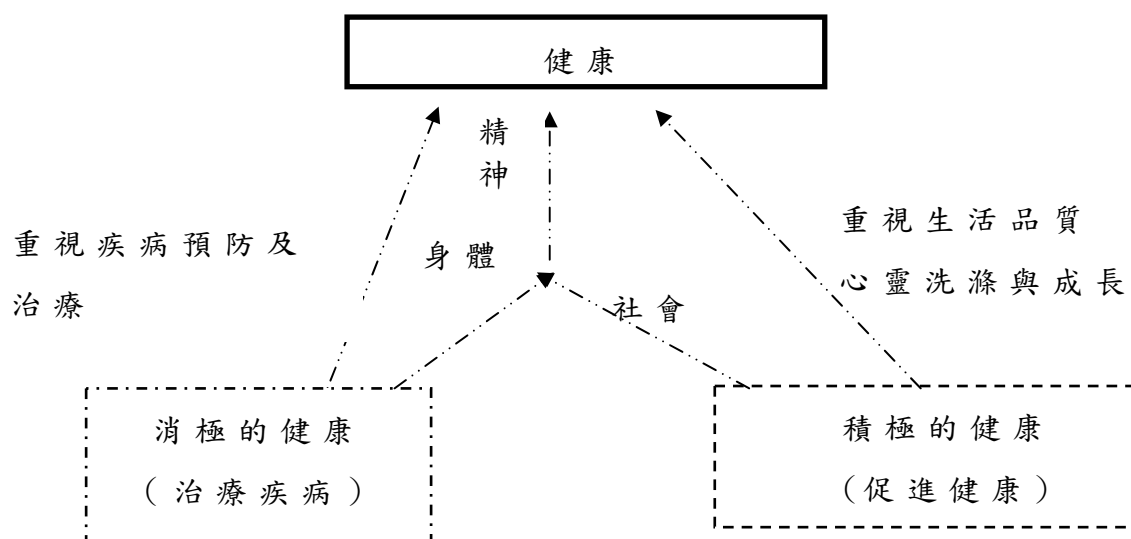 健康
精
神
重視疾病預防及
治療
身體
社會
重視生活品質
心靈洗滌與成長
消極的健康
(治療疾病)
積極的健康
(促進健康)